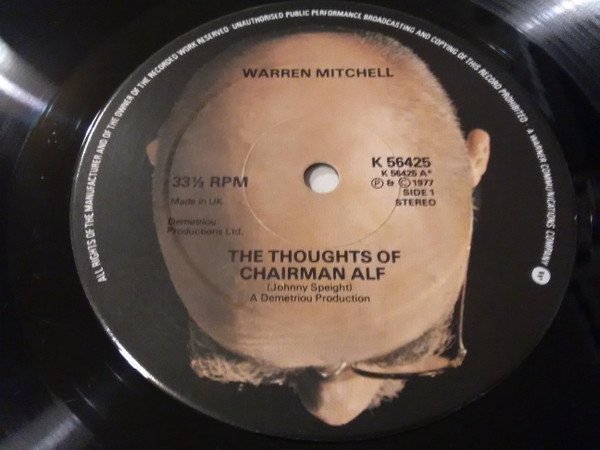 ALL RIGHTS OF THE MANUFACTURER AND OF THE OWNER OF THE RECORDED WORK RESERVED · UNAUTHORISED PUBLIC PERFORMANCE BROADCASTING AND COPYING OF THIS RECORD PROHIBITED · A WARNER COMMUNICATIONS COMPANY
WARREN MITCHELL
K 56425
K 56425 A*
33⅓ RPM
Ⓟ & Ⓒ 1977
SIDE 1
Made in UK
STEREO
Demetriou
Productions Ltd.
THE THOUGHTS OF
CHAIRMAN ALF
(Johnny Speight)
A Demetriou Production